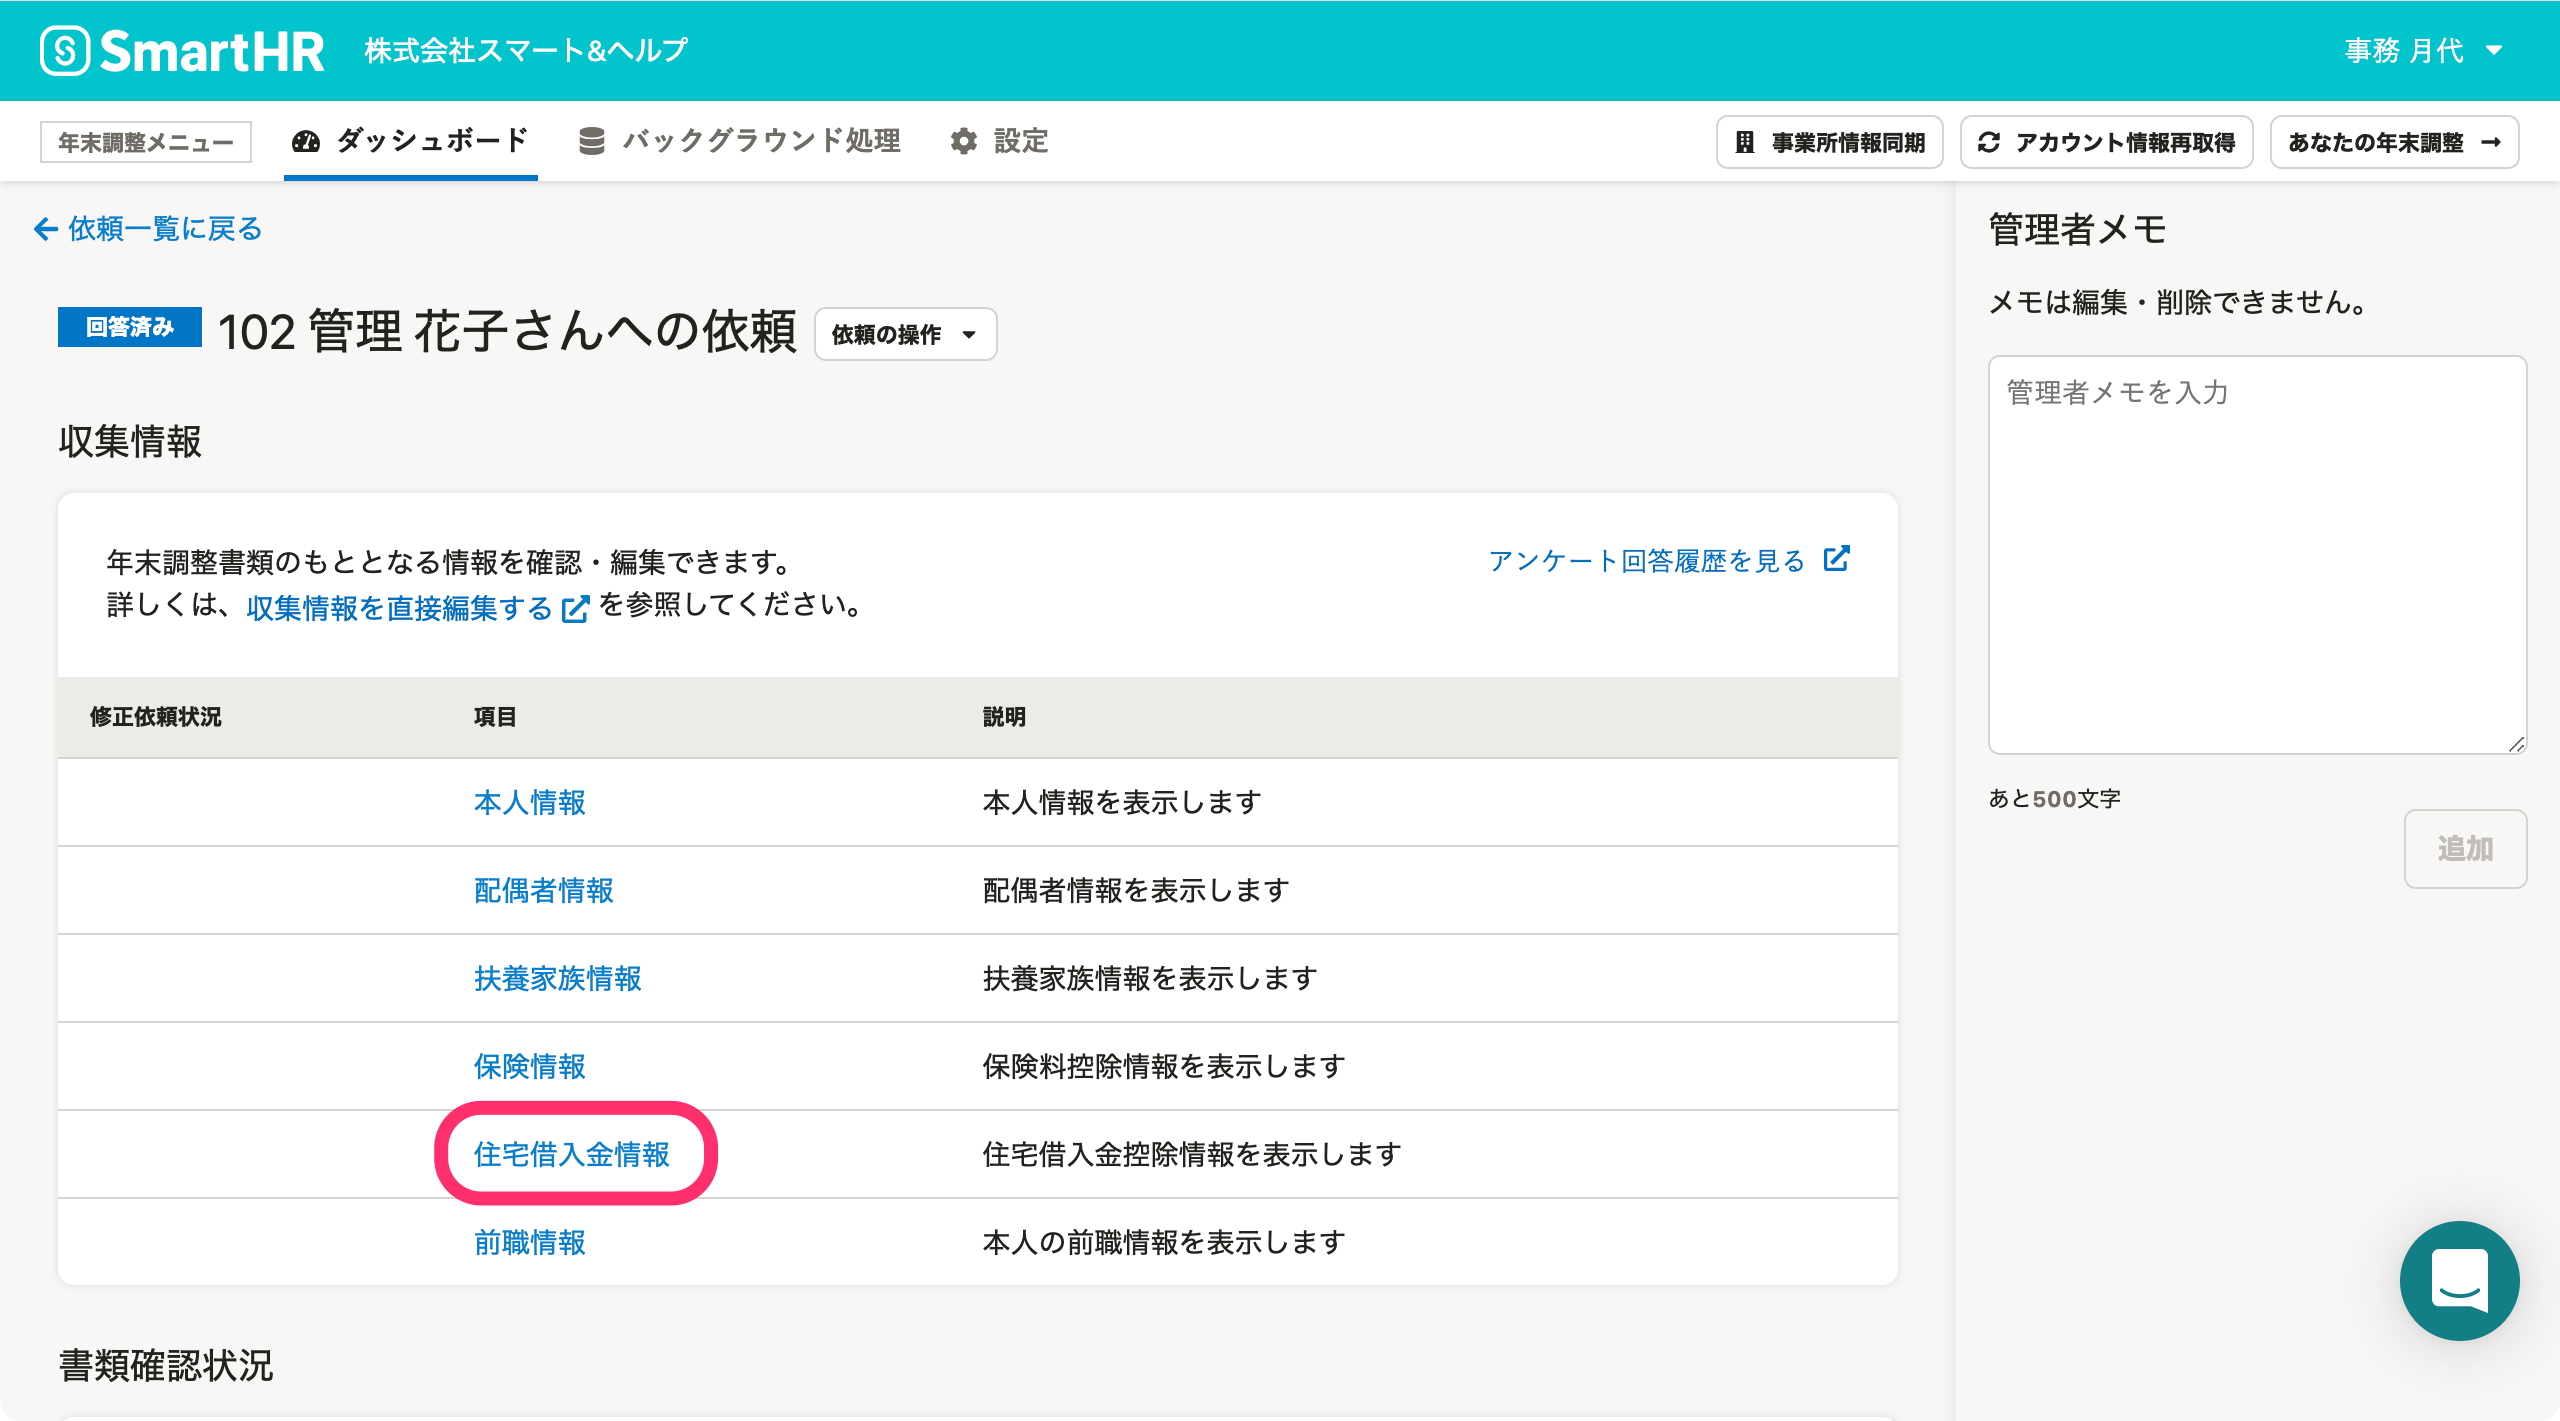 SmartHR 株式会社スマート&ヘルプ 事務 月代
年末調整メニュー ダッシュボード バックグラウンド処理 設定 事業所情報同期 アカウント情報再取得 あなたの年末調整 →
← 依頼一覧に戻る
回答済み 102 管理 花子さんへの依頼 依頼の操作
収集情報
年末調整書類のもととなる情報を確認・編集できます。
詳しくは、収集情報を直接編集する を参照してください。
アンケート回答履歴を見る
修正依頼状況 項目 説明
本人情報 本人情報を表示します
配偶者情報 配偶者情報を表示します
扶養家族情報 扶養家族情報を表示します
保険情報 保険料控除情報を表示します
住宅借入金情報 住宅借入金控除情報を表示します
前職情報 本人の前職情報を表示します
書類確認状況
管理者メモ
メモは編集・削除できません。
管理者メモを入力
あと500文字
追加